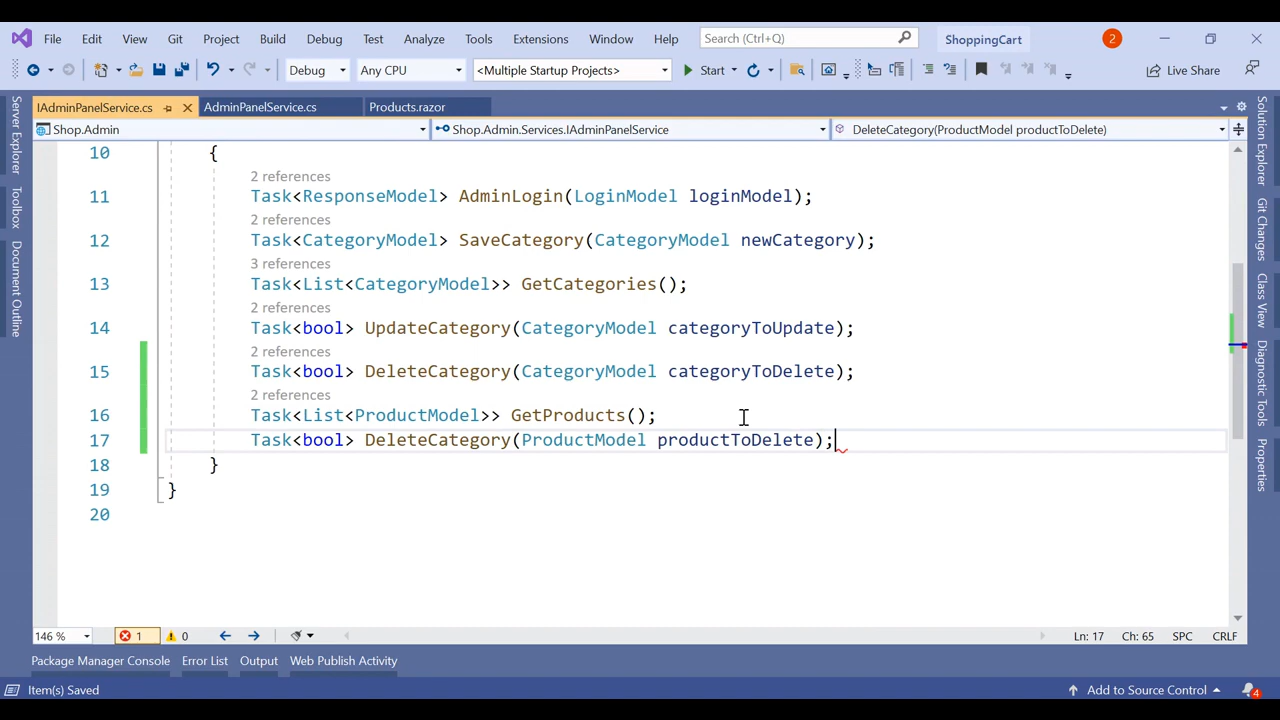 File Edit View Git Project Build Debug Test Analyze Tools Extensions Window Help Search (Ctrl+Q) ShoppingCart 2
Debug Any CPU <Multiple Startup Projects> Start Live Share
IAdminPanelService.cs AdminPanelService.cs Products.razor
Shop.Admin Shop.Admin.Services.IAdminPanelService DeleteCategory(ProductModel productToDelete)
10 {
2 references
11 Task<ResponseModel> AdminLogin(LoginModel loginModel);
2 references
12 Task<CategoryModel> SaveCategory(CategoryModel newCategory);
3 references
13 Task<List<CategoryModel>> GetCategories();
2 references
14 Task<bool> UpdateCategory(CategoryModel categoryToUpdate);
2 references
15 Task<bool> DeleteCategory(CategoryModel categoryToDelete);
2 references
16 Task<List<ProductModel>> GetProducts();
17 Task<bool> DeleteCategory(ProductModel productToDelete);
18 }
19 }
20
Server Explorer
Toolbox
Document Outline
Solution Explorer
Git Changes
Class View
Diagnostic Tools
Properties
146 % 1 0 Ln: 17 Ch: 65 SPC CRLF
Package Manager Console Error List Output Web Publish Activity
Item(s) Saved Add to Source Control 4